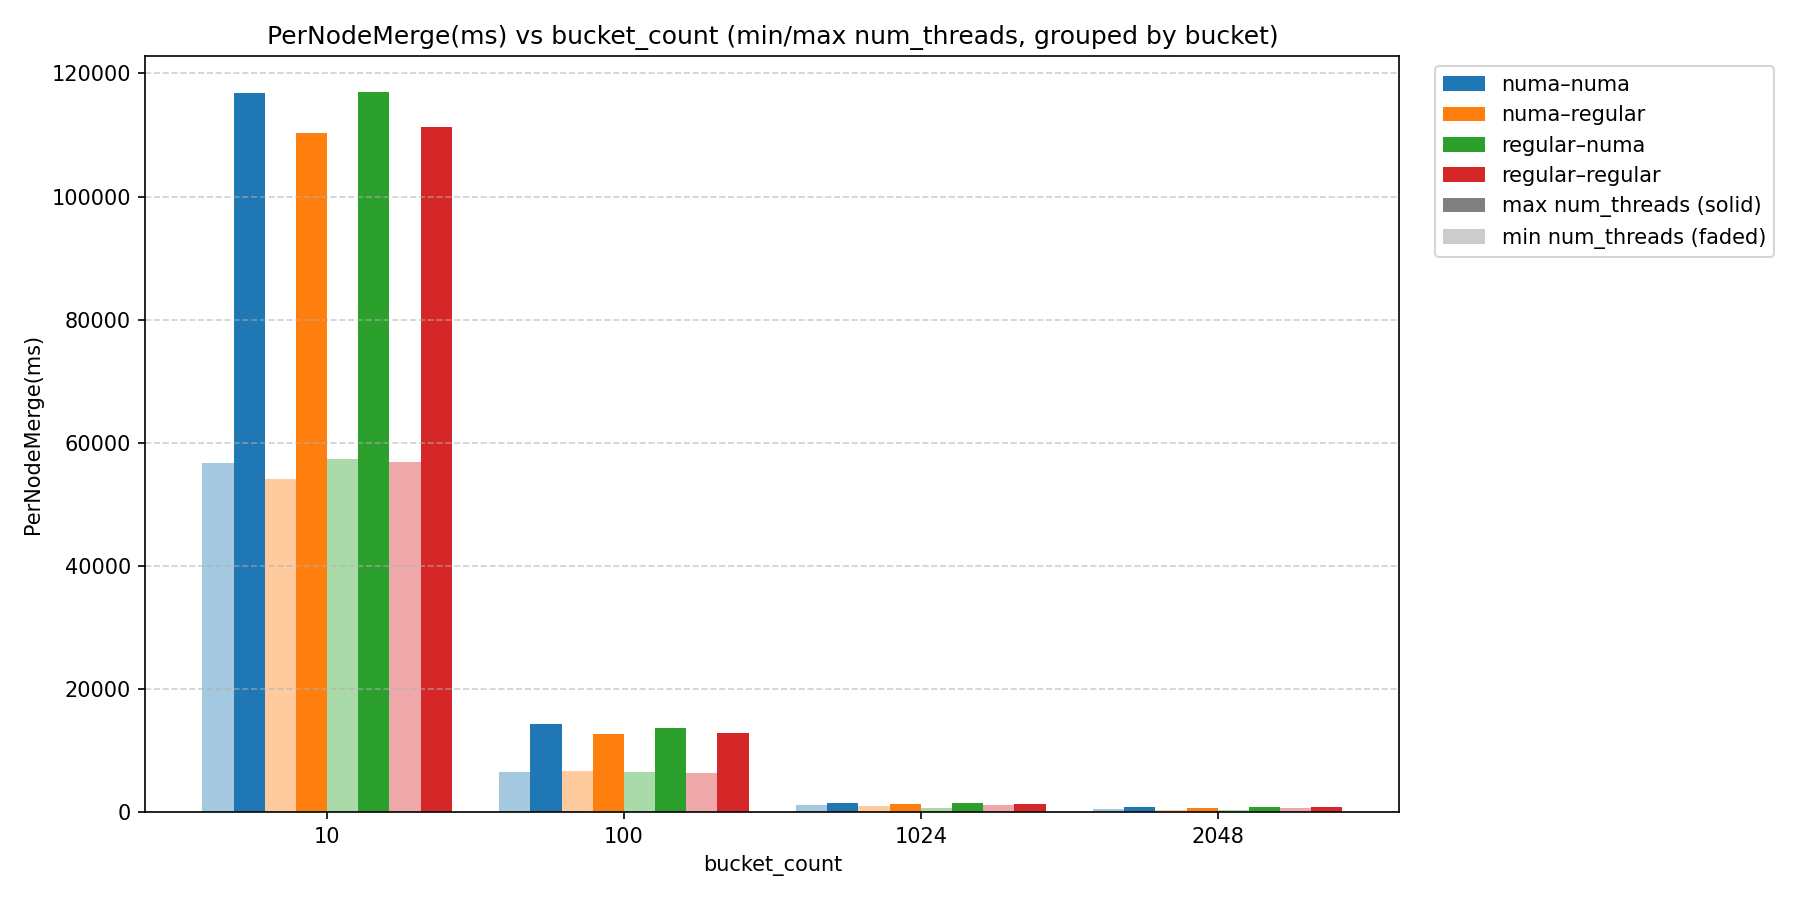 PerNodeMerge(ms) vs bucket_count (min/max num_threads, grouped by bucket)
PerNodeMerge(ms)
120000
100000
80000
60000
40000
20000
0
10
100
1024
2048
bucket_count
numa–numa
numa–regular
regular–numa
regular–regular
max num_threads (solid)
min num_threads (faded)